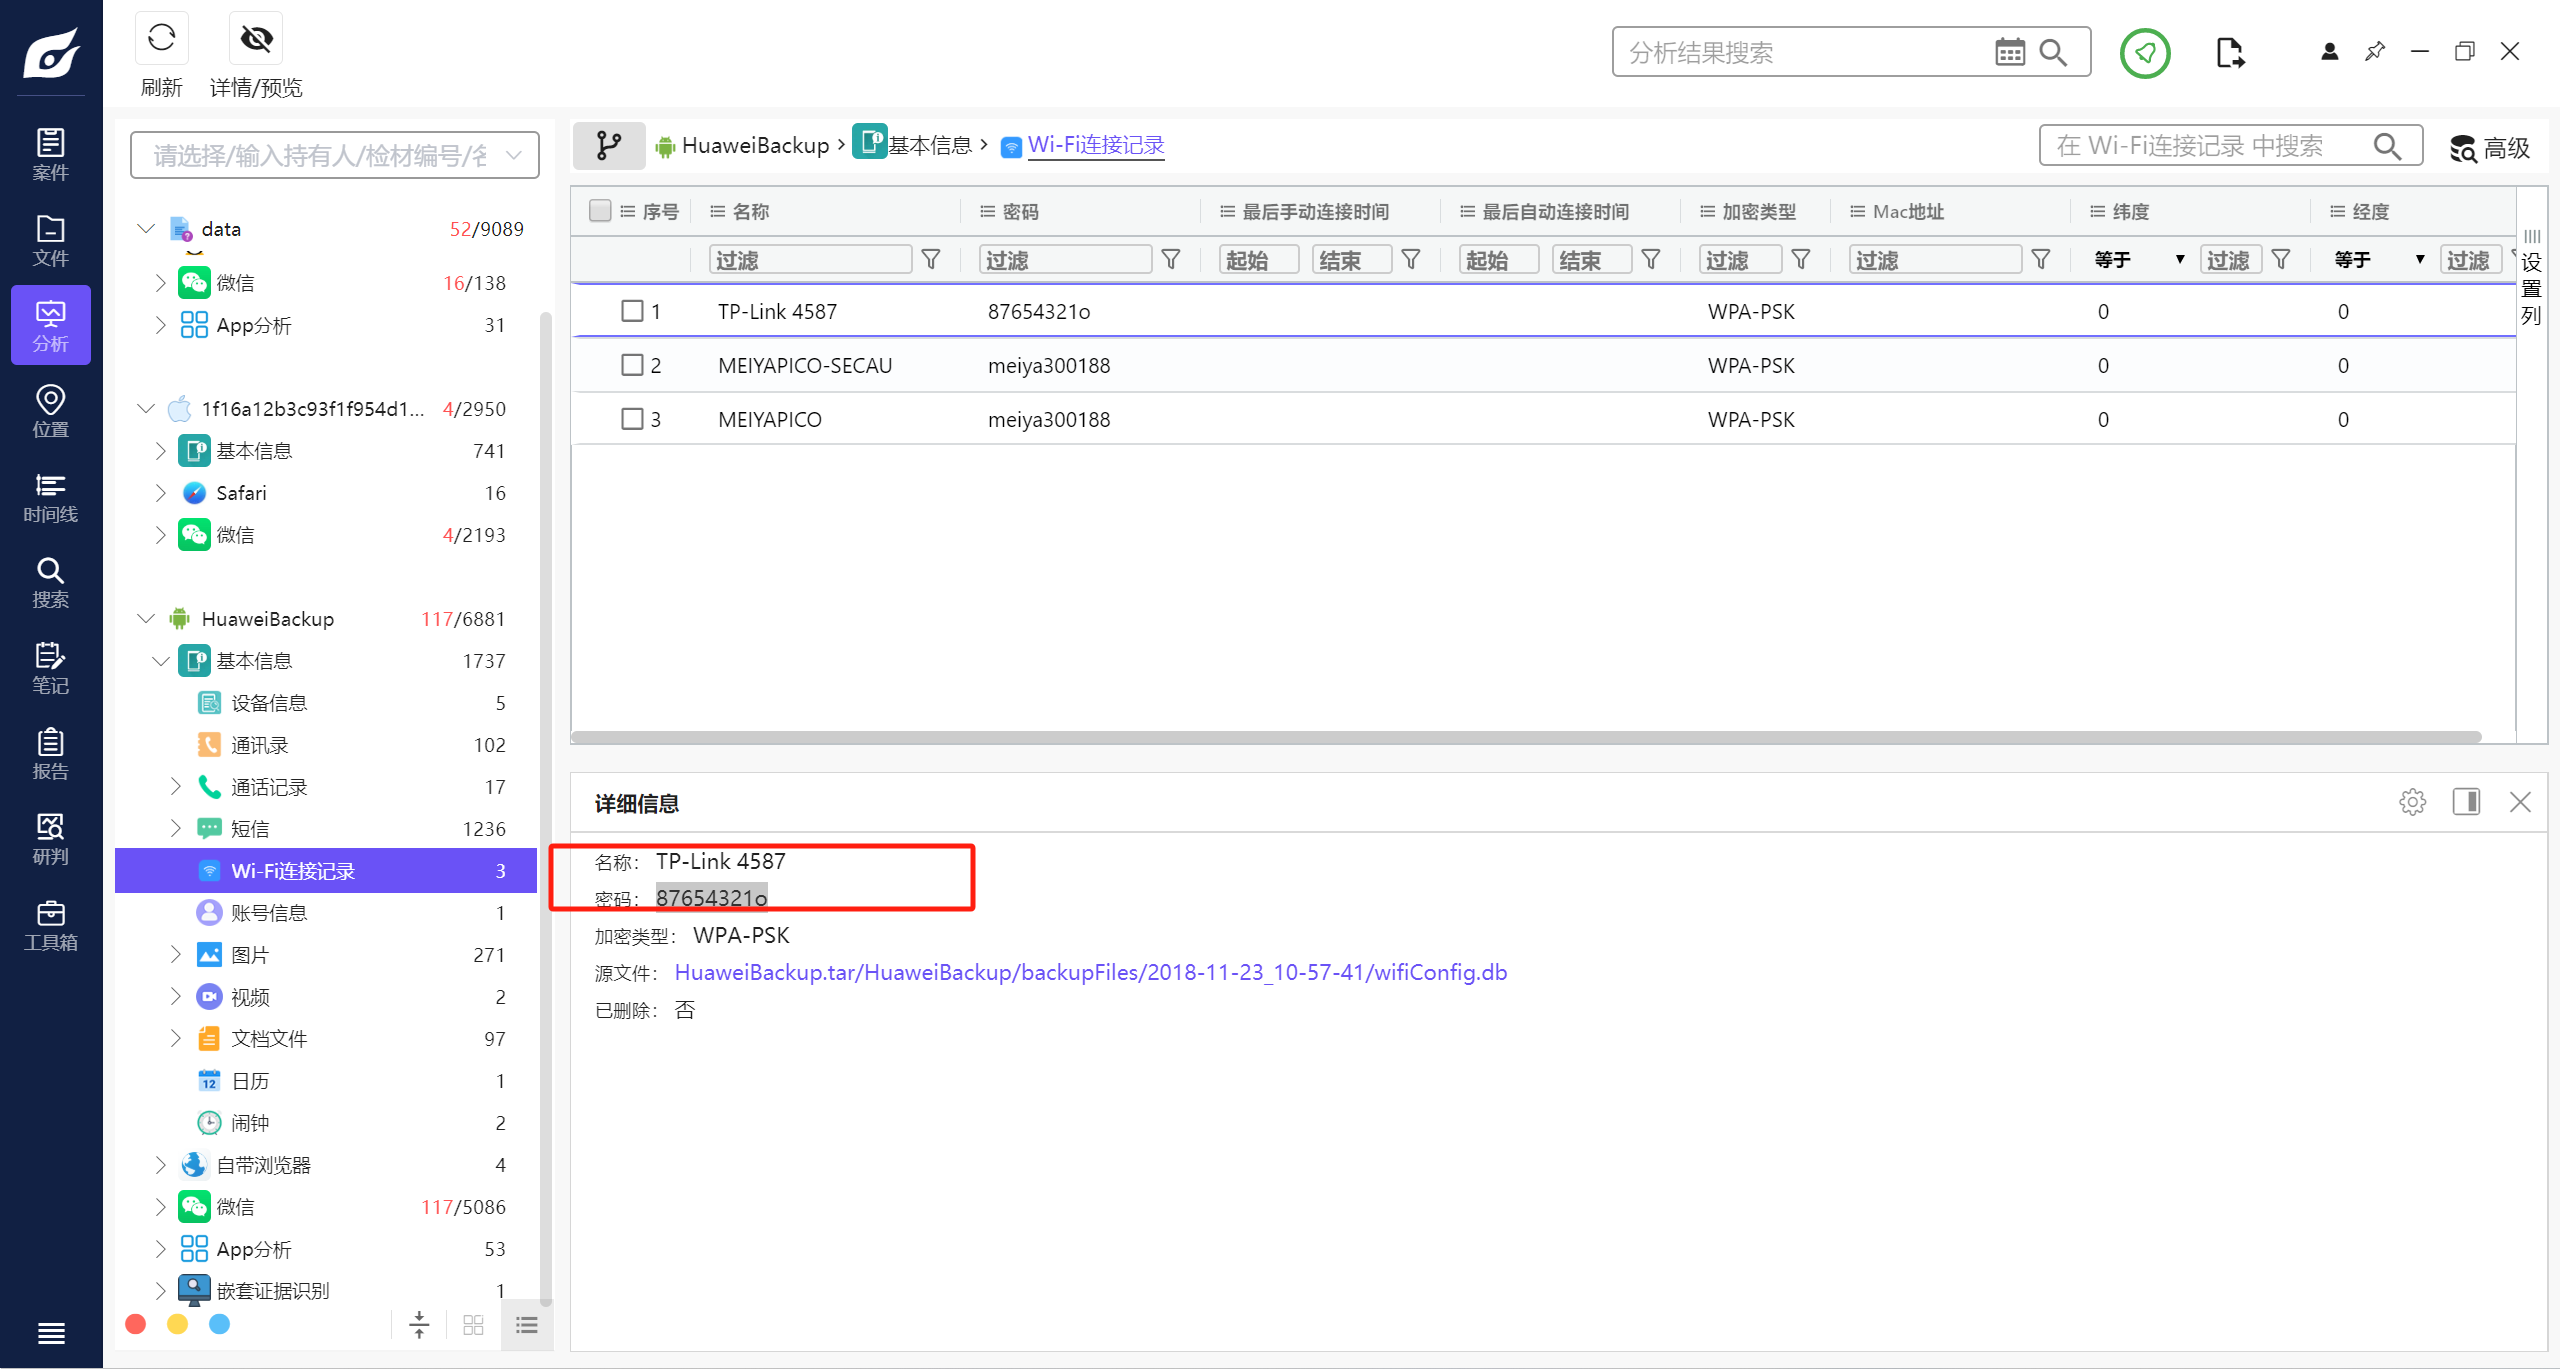 刷新
详情/预览
分析结果搜索
案件
文件
分析
位置
时间线
搜索
笔记
报告
研判
工具箱
请选择/输入持有人/检材编号/名
data 52/9089
微信 16/138
App分析 31
1f16a12b3c93f1f954d1... 4/2950
基本信息 741
Safari 16
微信 4/2193
HuaweiBackup 117/6881
基本信息 1737
设备信息 5
通讯录 102
通话记录 17
短信 1236
Wi-Fi连接记录 3
账号信息 1
图片 271
视频 2
文档文件 97
日历 1
闹钟 2
自带浏览器 4
微信 117/5086
App分析 53
嵌套证据识别 1
HuaweiBackup › 基本信息 › Wi-Fi连接记录
在 Wi-Fi连接记录 中搜索
高级
序号 名称 密码 最后手动连接时间 最后自动连接时间 加密类型 Mac地址 纬度 经度
过滤 过滤 起始 结束 起始 结束 过滤 过滤 等于 过滤 等于 过滤
1 TP-Link 4587 87654321o WPA-PSK 0 0
2 MEIYAPICO-SECAU meiya300188 WPA-PSK 0 0
3 MEIYAPICO meiya300188 WPA-PSK 0 0
设置列
详细信息
名称: TP-Link 4587
密码: 87654321o
加密类型: WPA-PSK
源文件: HuaweiBackup.tar/HuaweiBackup/backupFiles/2018-11-23_10-57-41/wifiConfig.db
已删除: 否